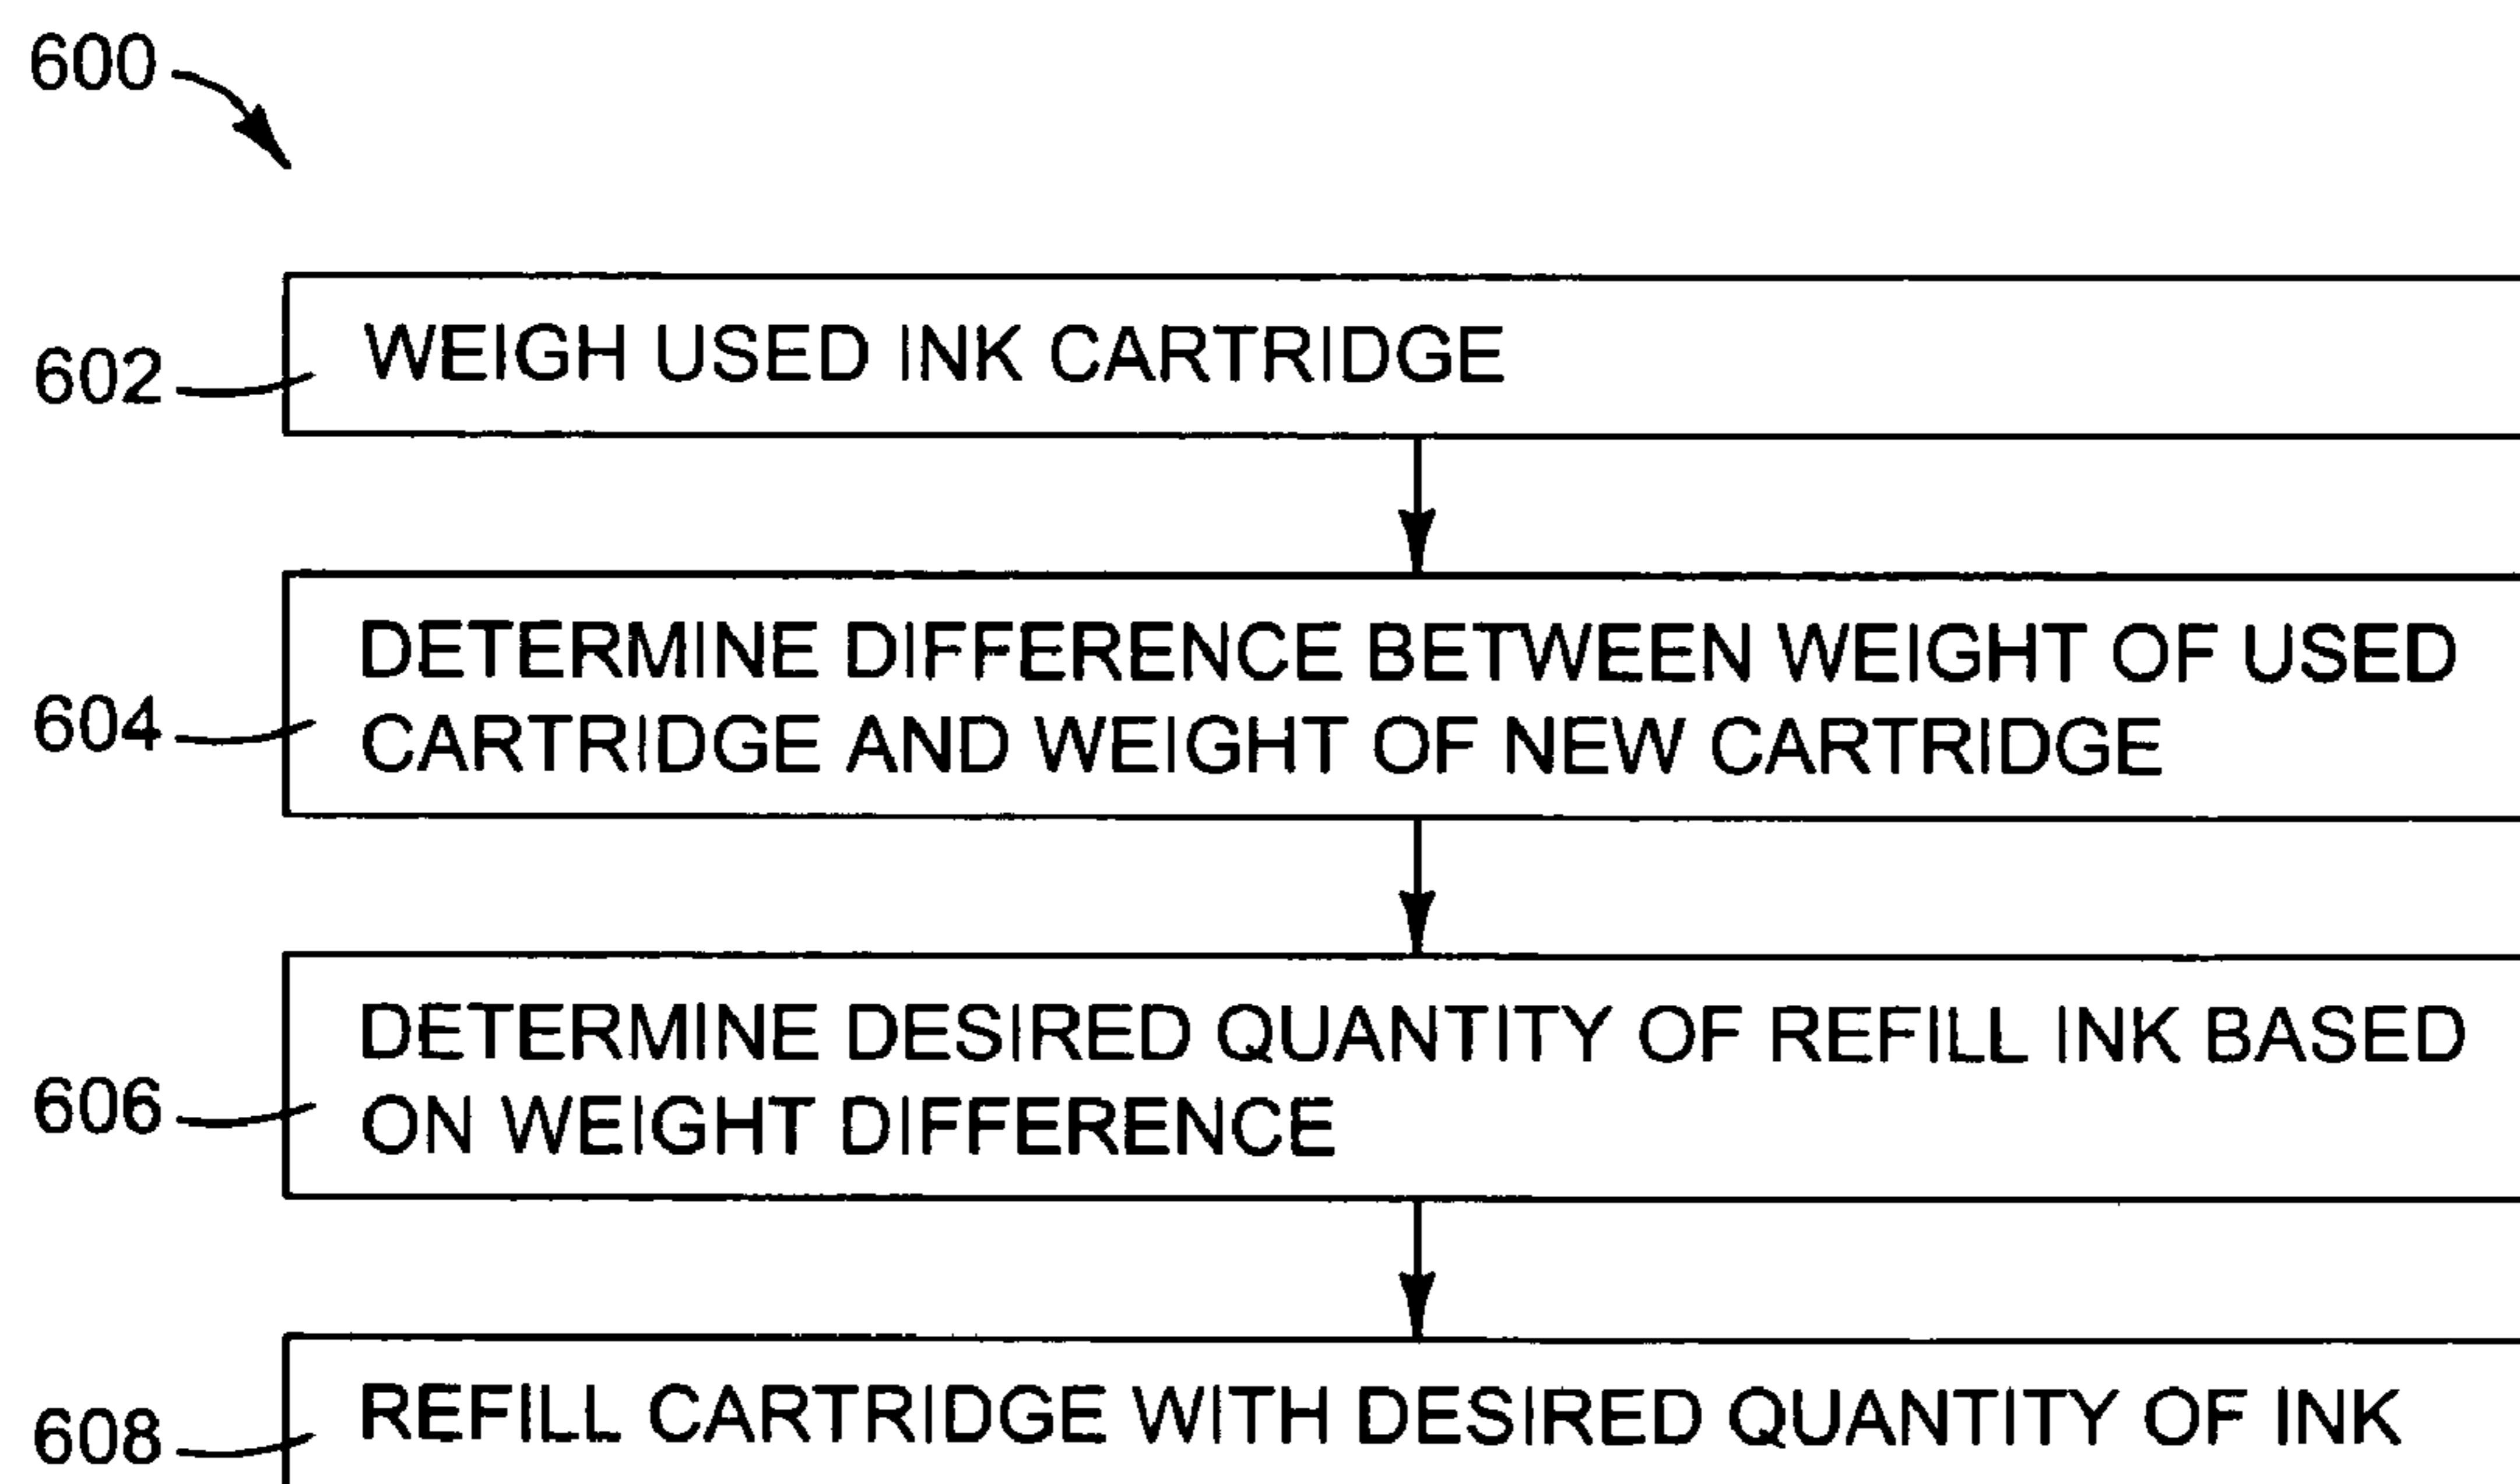 600
602
WEIGH USED INK CARTRIDGE
604
DETERMINE DIFFERENCE BETWEEN WEIGHT OF USED
CARTRIDGE AND WEIGHT OF NEW CARTRIDGE
606
DETERMINE DESIRED QUANTITY OF REFILL INK BASED
ON WEIGHT DIFFERENCE
608
REFILL CARTRIDGE WITH DESIRED QUANTITY OF INK